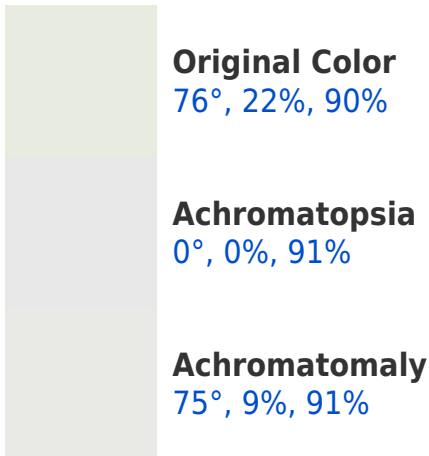 Original Color
76°, 22%, 90%
Achromatopsia
0°, 0%, 91%
Achromatomaly
75°, 9%, 91%